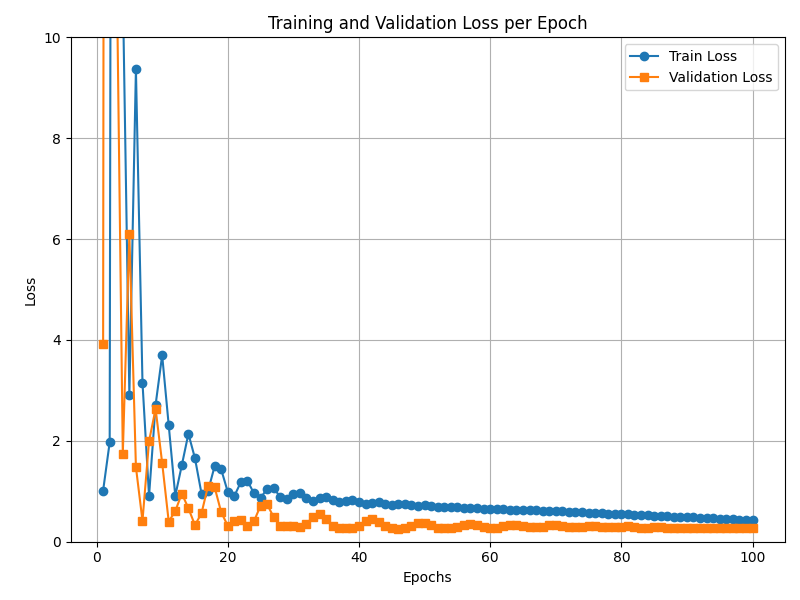 Training and Validation Loss per Epoch
Train Loss
Validation Loss
Loss
10
8
6
4
2
0
0 20 40 60 80 100
Epochs